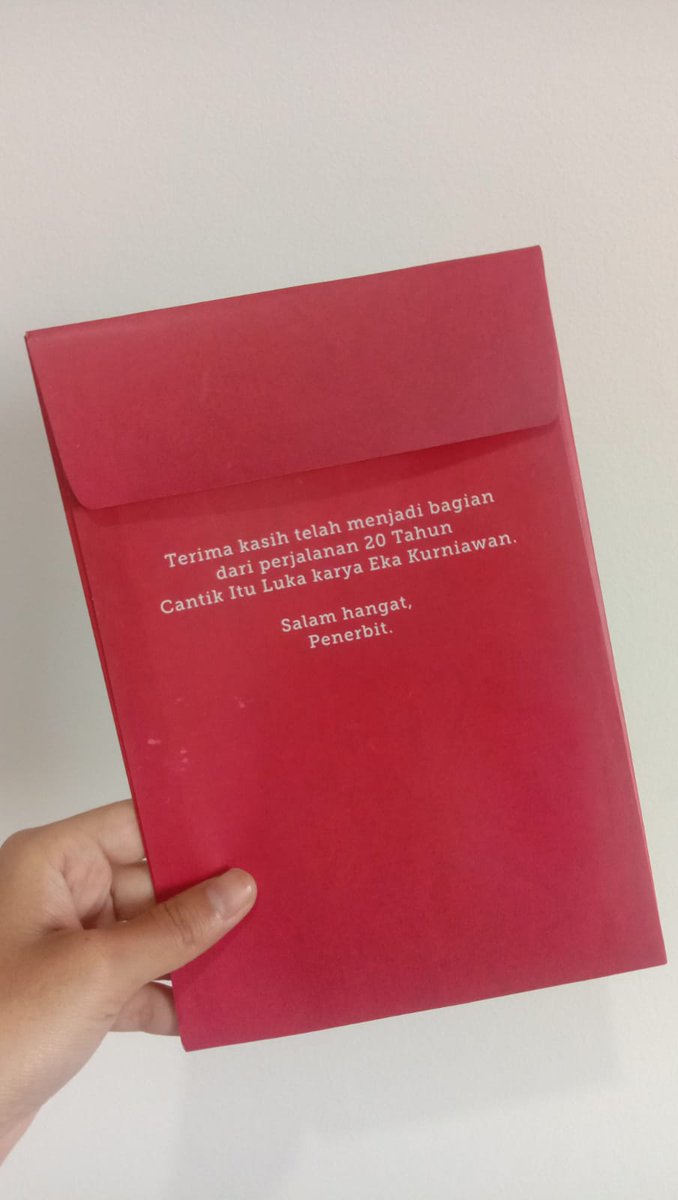 Terima kasih telah menjadi bagian
dari perjalanan 20 Tahun
Cantik Itu Luka karya Eka Kurniawan.
Salam hangat,
Penerbit.